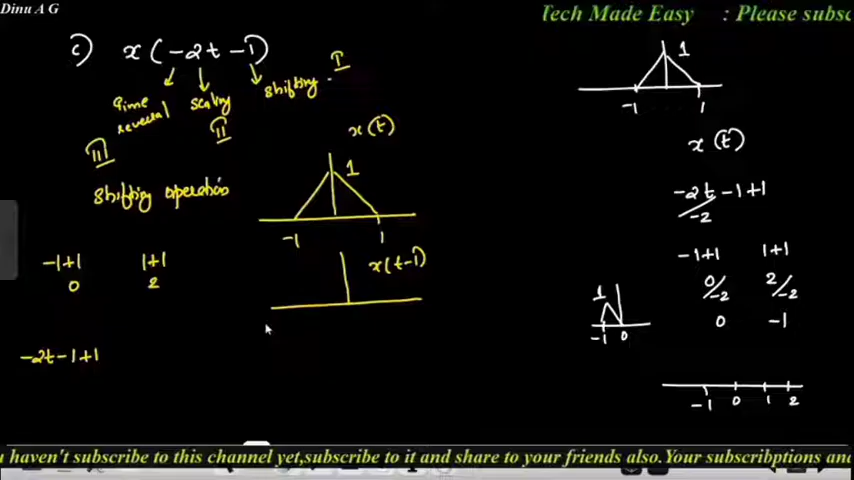 Dinu A G
Tech Made Easy : Please subsc
c) x(-2t-1)
Time reversal
scaling
shifting
I
II
III
shifting operation
x(t)
1
-1 1
x(t-1)
-1+1 1+1
0 2
-2t-1+1
1
-1 1
x(t)
-2t-1+1
-2
-1+1 1+1
0/-2 2/-2
0 -1
1
-1 0
-1 0 1 2
u haven't subscribe to this channel yet,subscribe to it and share to your friends also.Your subscribptions and